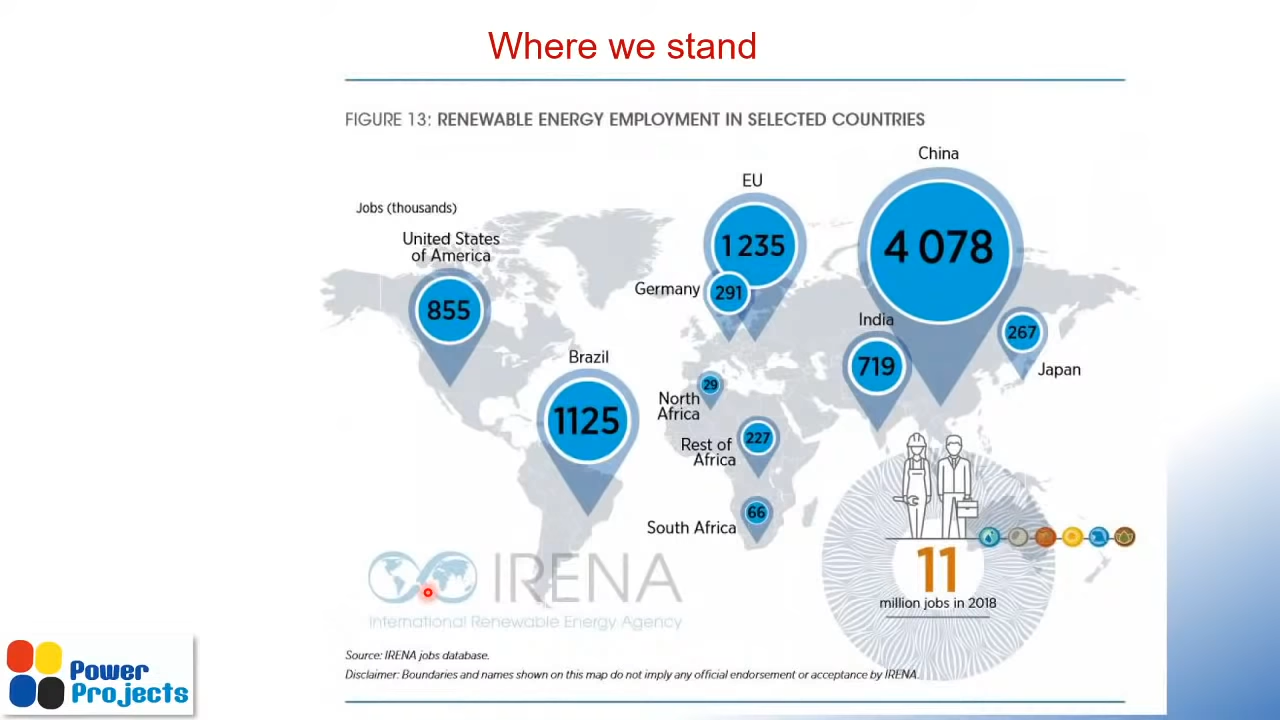 Where we stand
FIGURE 13: RENEWABLE ENERGY EMPLOYMENT IN SELECTED COUNTRIES
China
EU
Jobs (thousands)
United States
of America
1 235
4 078
Germany
291
855
India
267
Brazil
719
Japan
29
North
Africa
1125
227
Rest of
Africa
66
South Africa
11
million jobs in 2018
IRENA
International Renewable Energy Agency
Source: IRENA jobs database.
Disclaimer: Boundaries and names shown on this map do not imply any official endorsement or acceptance by IRENA.
Power
Projects